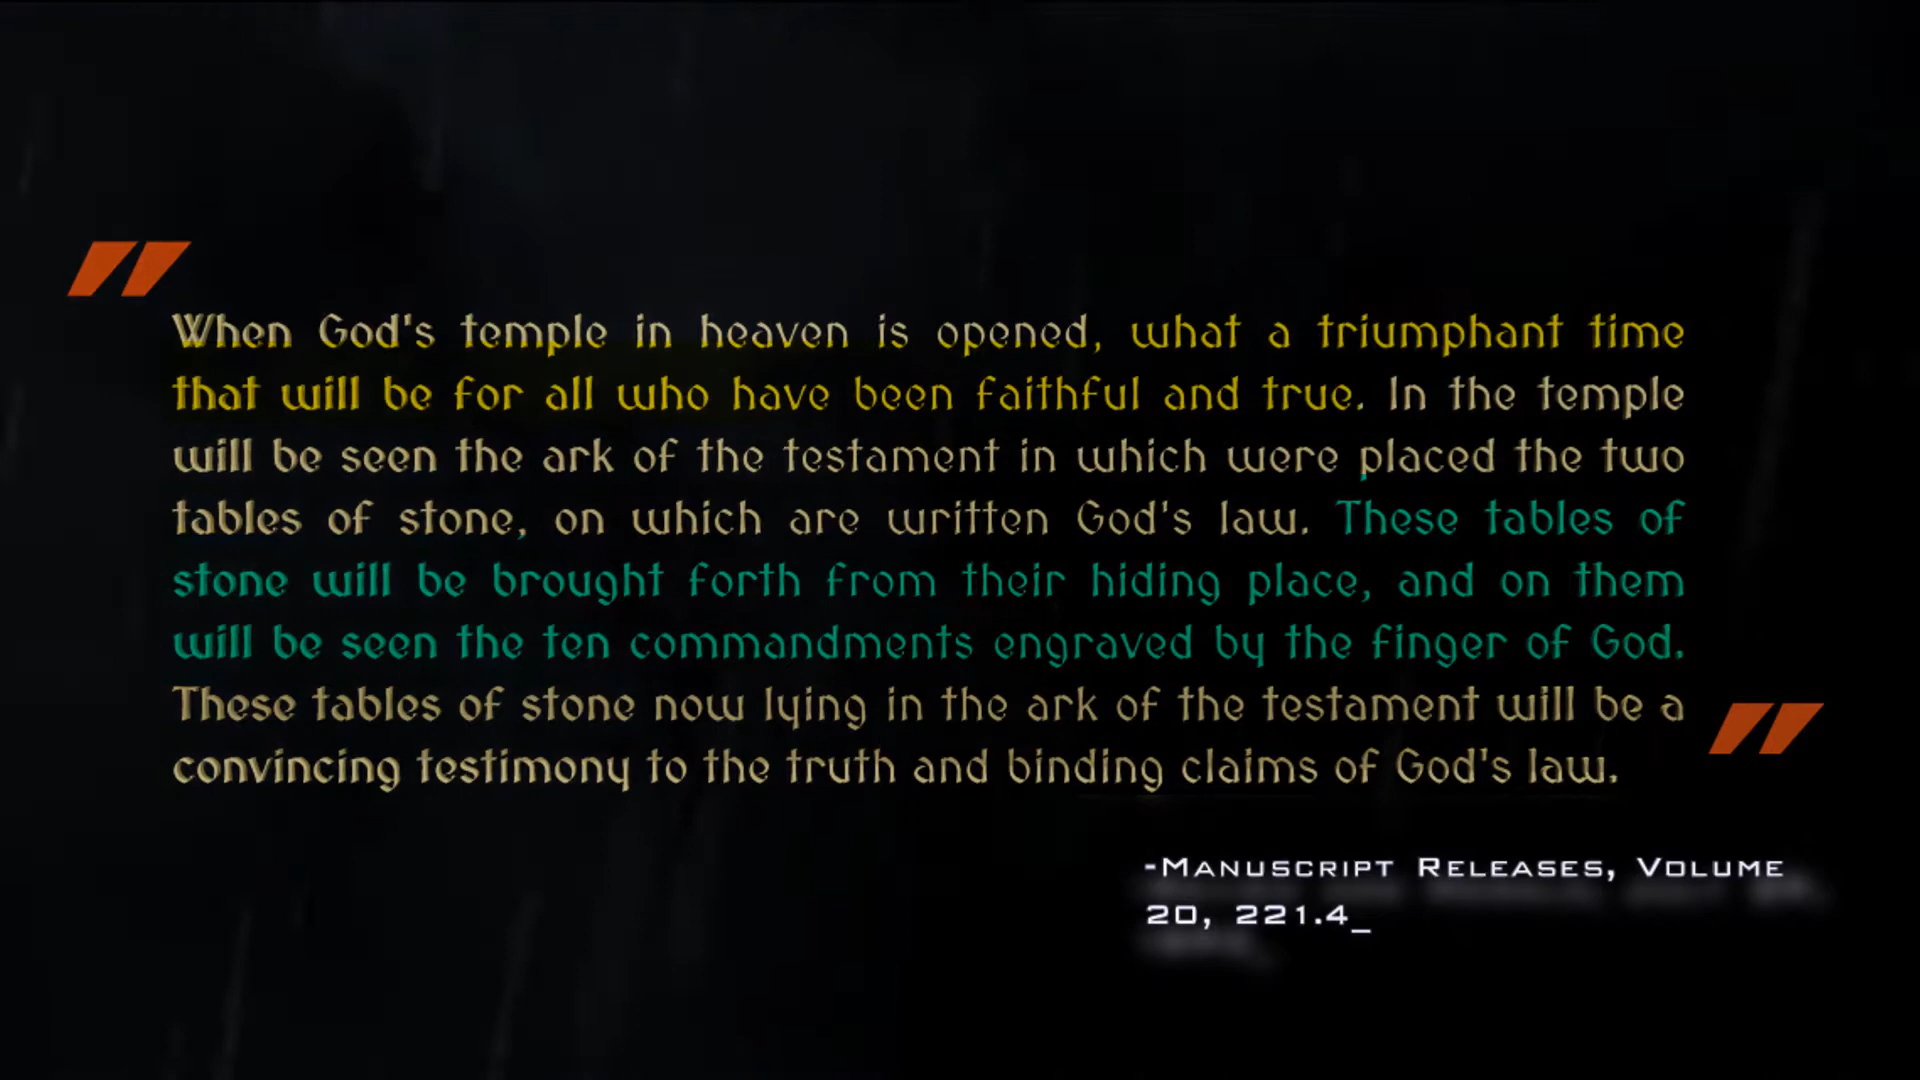 When God's temple in heaven is opened, what a triumphant time
that will be for all who have been faithful and true. In the temple
will be seen the ark of the testament in which were placed the two
tables of stone, on which are written God's law. These tables of
stone will be brought forth from their hiding place, and on them
will be seen the ten commandments engraved by the finger of God.
These tables of stone now lying in the ark of the testament will be a
convincing testimony to the truth and binding claims of God's law.
-Manuscript Releases, Volume
20, 221.4_